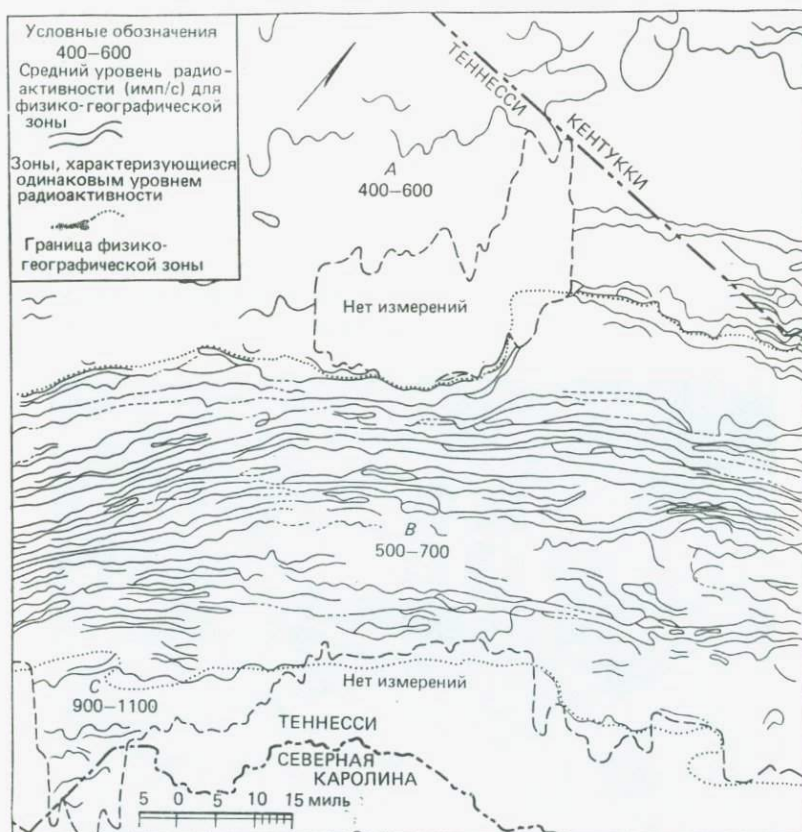 Условные обозначения
400–600
Средний уровень радио-
активности (имп/с) для
физико-географической
зоны
Зоны, характеризующиеся
одинаковым уровнем
радиоактивности
Граница физико-
географической зоны
ТЕННЕССИ
КЕНТУККИ
A
400–600
Нет измерений
B
500–700
C
900–1100
Нет измерений
ТЕННЕССИ
СЕВЕРНАЯ
КАРОЛИНА
5 0 5 10 15 миль